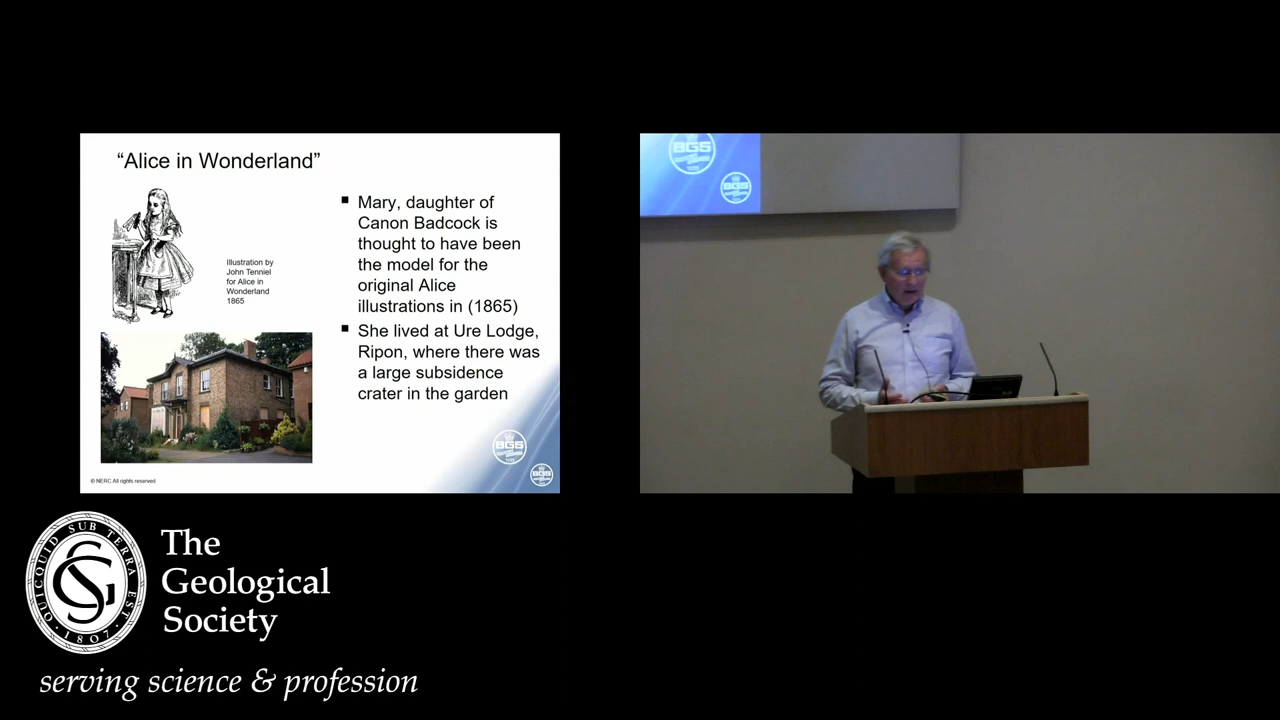 “Alice in Wonderland”
Illustration by
John Tenniel
for Alice in
Wonderland
1865
▪ Mary, daughter of
Canon Badcock is
thought to have been
the model for the
original Alice
illustrations in (1865)
▪ She lived at Ure Lodge,
Ripon, where there was
a large subsidence
crater in the garden
BGS
BGS
© NERC All rights reserved
BGS
BGS
QUICQUID SUB TERRA EST
· 1807 ·
The
Geological
Society
serving science & profession